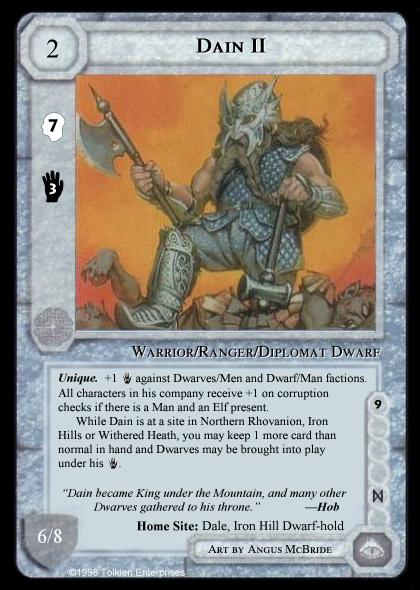 2
DAIN II
7
3
WARRIOR/RANGER/DIPLOMAT DWARF
Unique. +1 against Dwarves/Men and Dwarf/Man factions.
All characters in his company receive +1 on corruption
checks if there is a Man and an Elf present.
While Dain is at a site in Northern Rhovanion, Iron
Hills or Withered Heath, you may keep 1 more card than
normal in hand and Dwarves may be brought into play
under his .
9
“Dain became King under the Mountain, and many other
Dwarves gathered to his throne.” —Hob
Home Site: Dale, Iron Hill Dwarf-hold
6/8
ART BY ANGUS MCBRIDE
©1998 Tolkien Enterprises